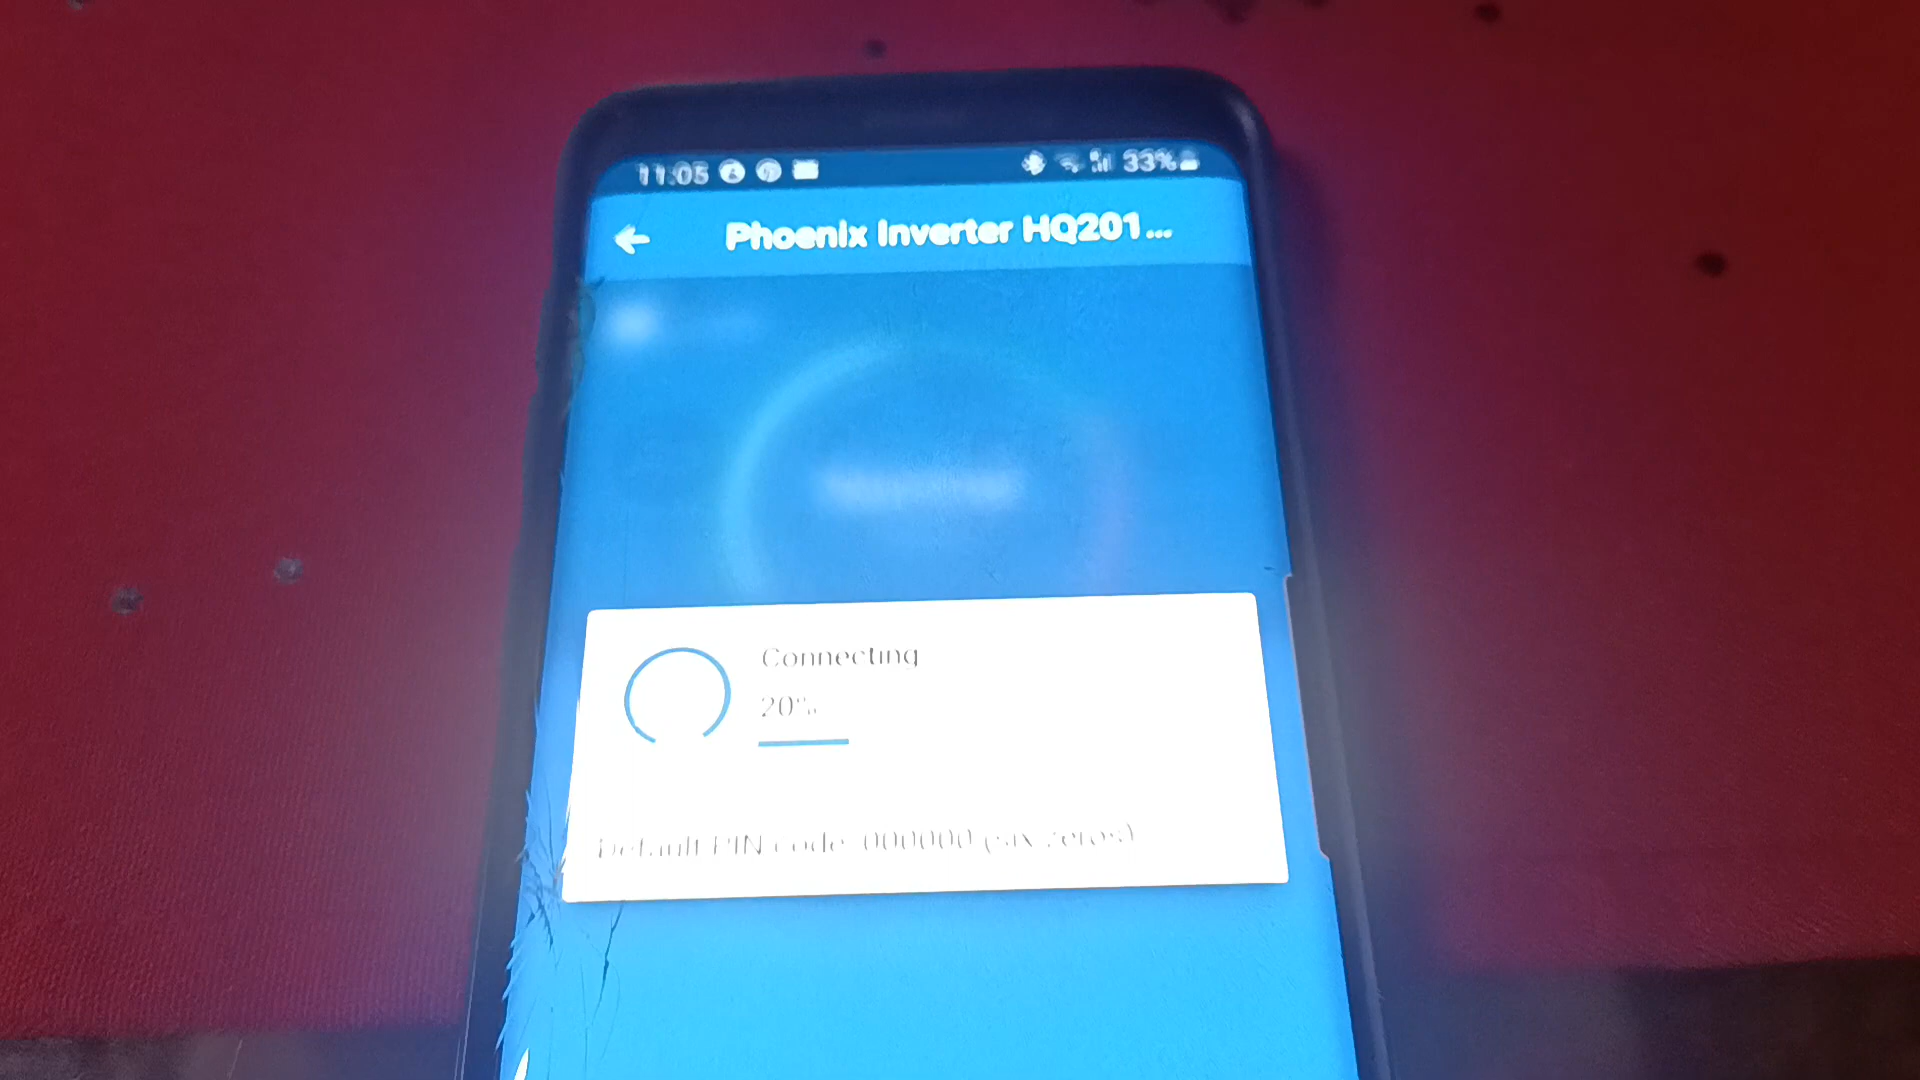 11:05 33%
Phoenix Inverter HQ201...
Connecting
20%
Default PIN code: 000000 (six zeros)